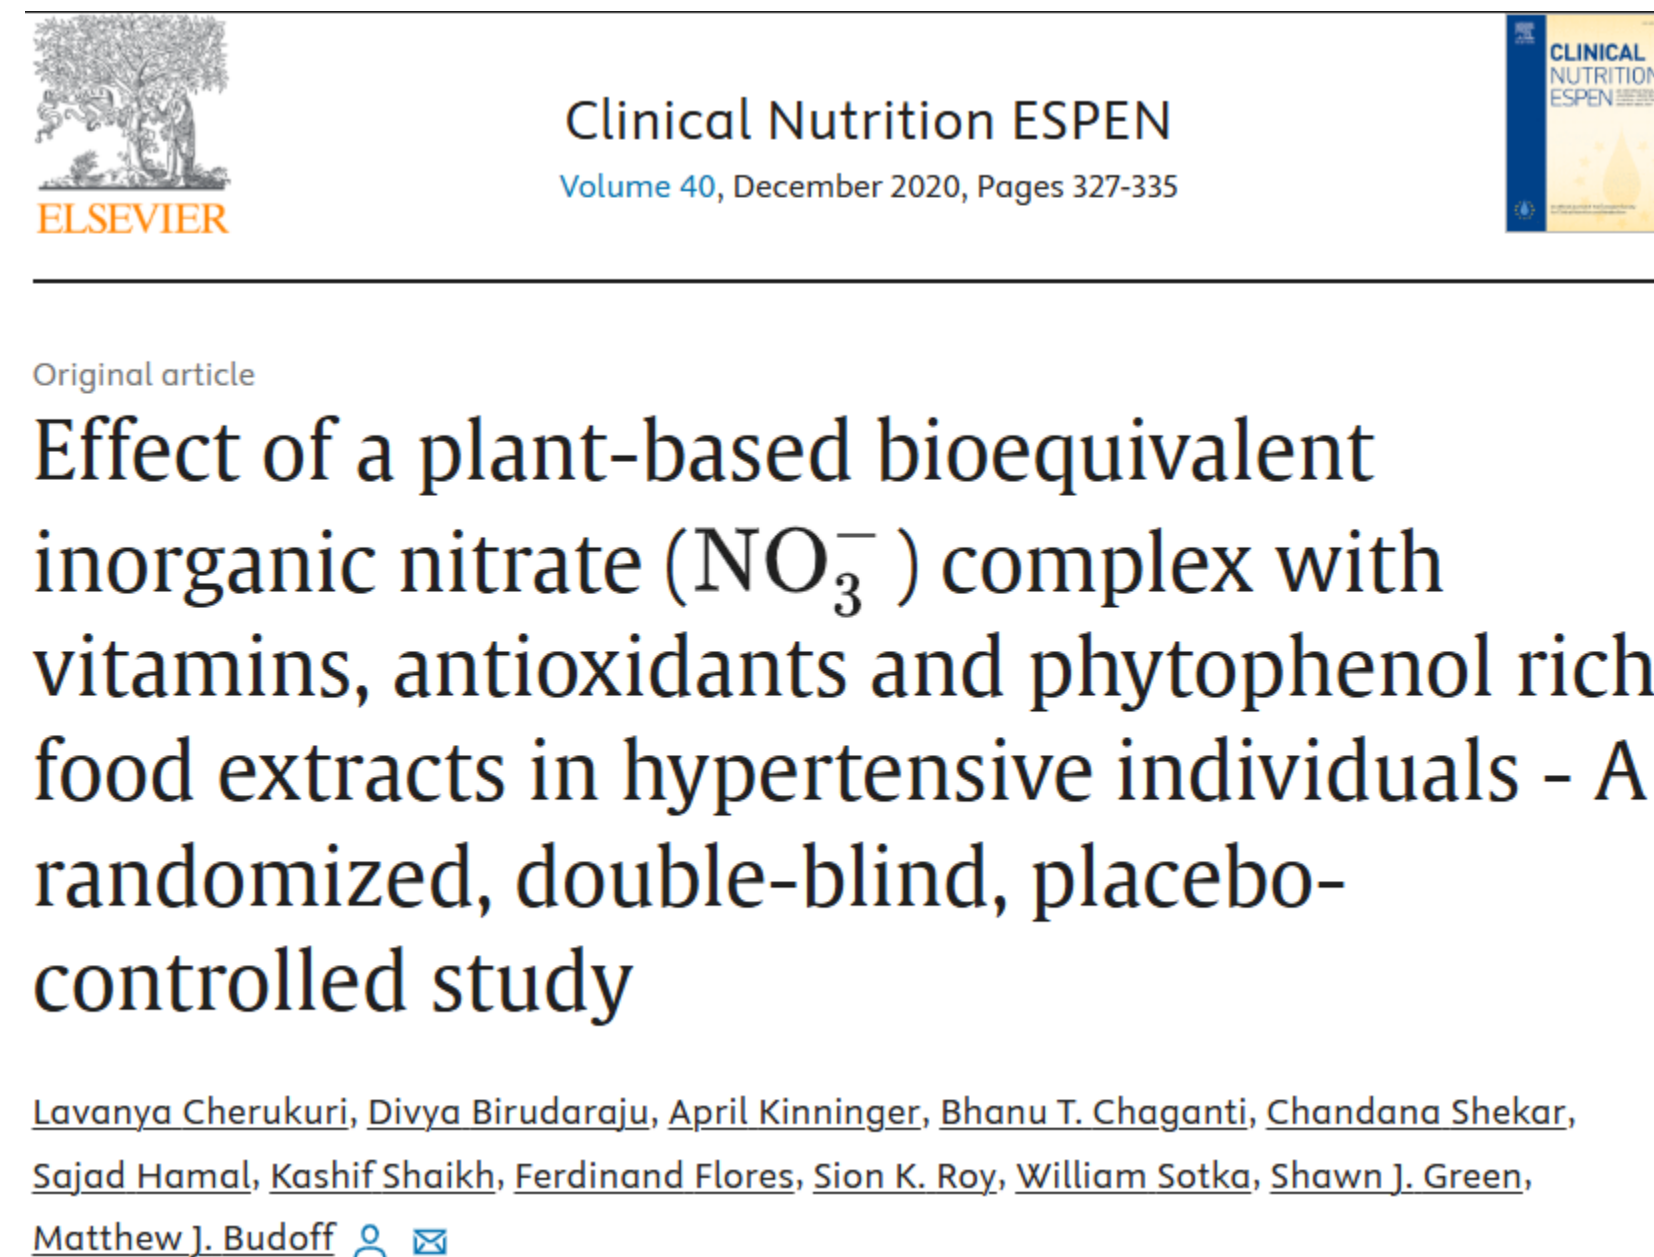 ELSEVIER
Clinical Nutrition ESPEN
Volume 40, December 2020, Pages 327-335
CLINICAL
NUTRITION
ESPEN
Original article
Effect of a plant-based bioequivalent
inorganic nitrate (NO₃⁻) complex with
vitamins, antioxidants and phytophenol rich
food extracts in hypertensive individuals - A
randomized, double-blind, placebo-
controlled study
Lavanya Cherukuri, Divya Birudaraju, April Kinninger, Bhanu T. Chaganti, Chandana Shekar,
Sajad Hamal, Kashif Shaikh, Ferdinand Flores, Sion K. Roy, William Sotka, Shawn J. Green,
Matthew J. Budoff